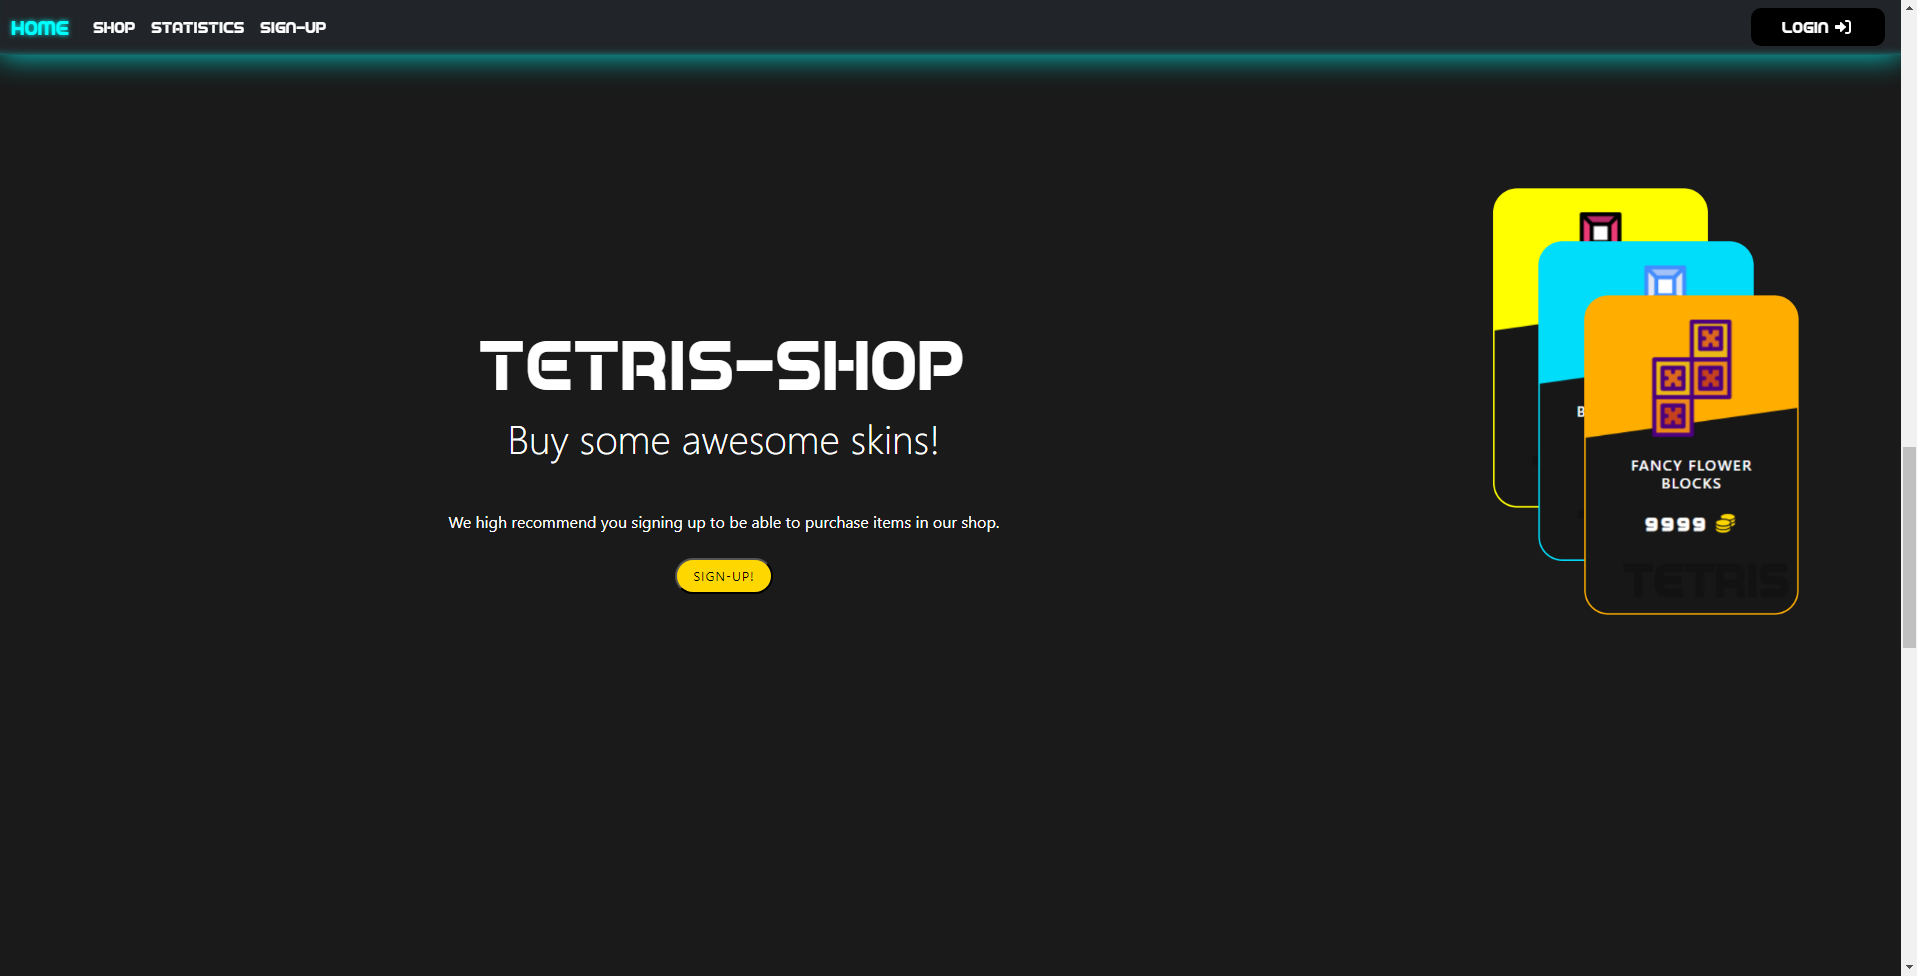 HOME SHOP STATISTICS SIGN-UP LOGIN
TETRIS-SHOP
Buy some awesome skins!
We high recommend you signing up to be able to purchase items in our shop.
SIGN-UP!
B
FANCY FLOWER
BLOCKS
9999
TETRIS